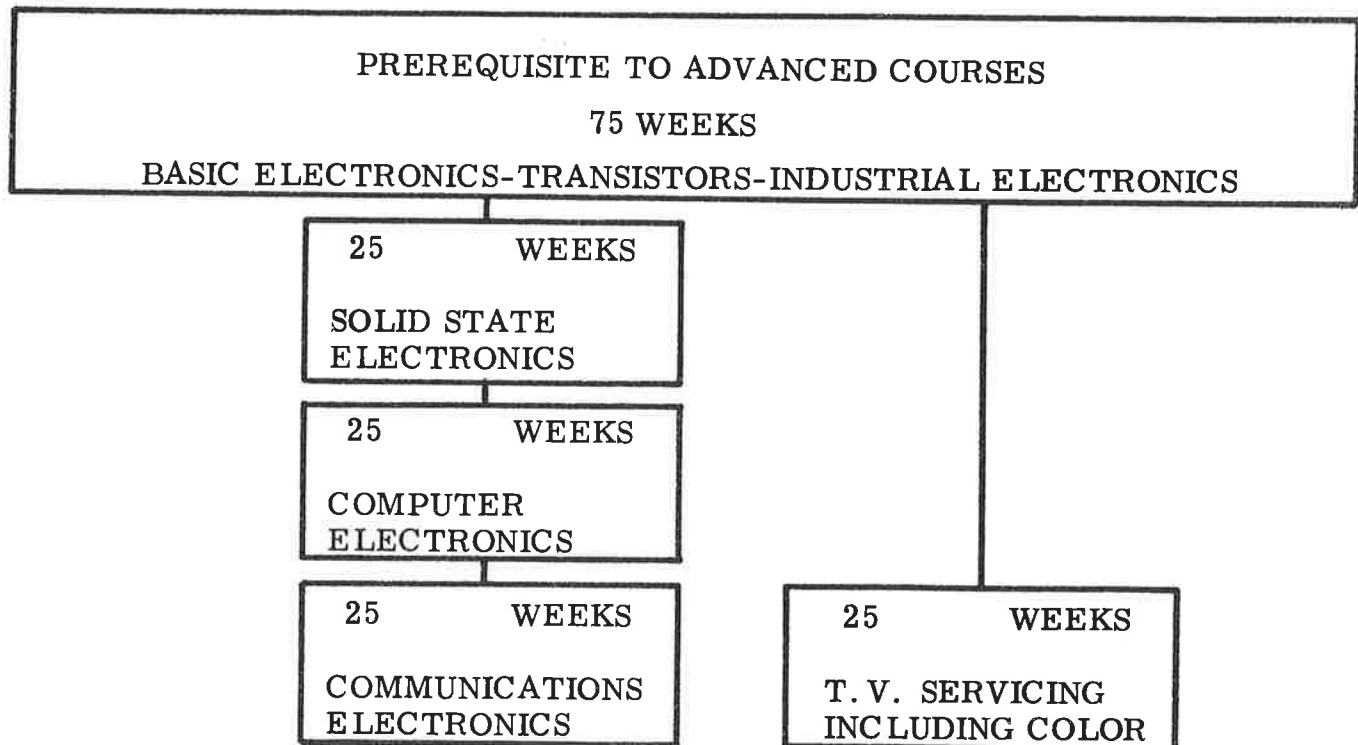 PREREQUISITE TO ADVANCED COURSES
75 WEEKS
BASIC ELECTRONICS-TRANSISTORS-INDUSTRIAL ELECTRONICS
25 WEEKS
SOLID STATE
ELECTRONICS
25 WEEKS
COMPUTER
ELECTRONICS
25 WEEKS
COMMUNICATIONS
ELECTRONICS
25 WEEKS
T.V. SERVICING
INCLUDING COLOR